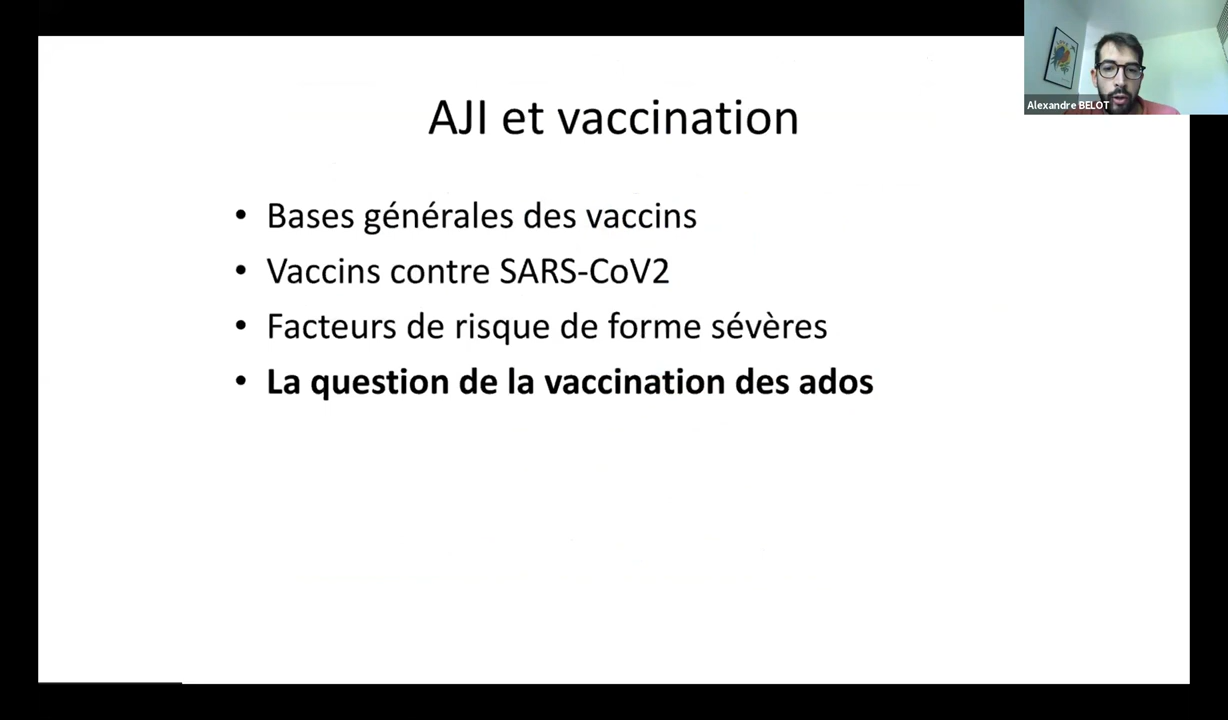 AJI et vaccination
Alexandre BELOT
• Bases générales des vaccins
• Vaccins contre SARS-CoV2
• Facteurs de risque de forme sévères
• La question de la vaccination des ados